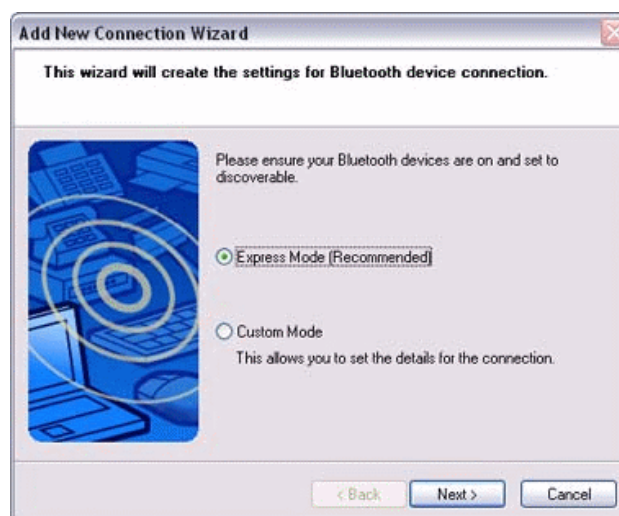 Add New Connection Wizard
This wizard will create the settings for Bluetooth device connection.
Please ensure your Bluetooth devices are on and set to
discoverable.
Express Mode (Recommended)
Custom Mode
This allows you to set the details for the connection.
< Back
Next >
Cancel